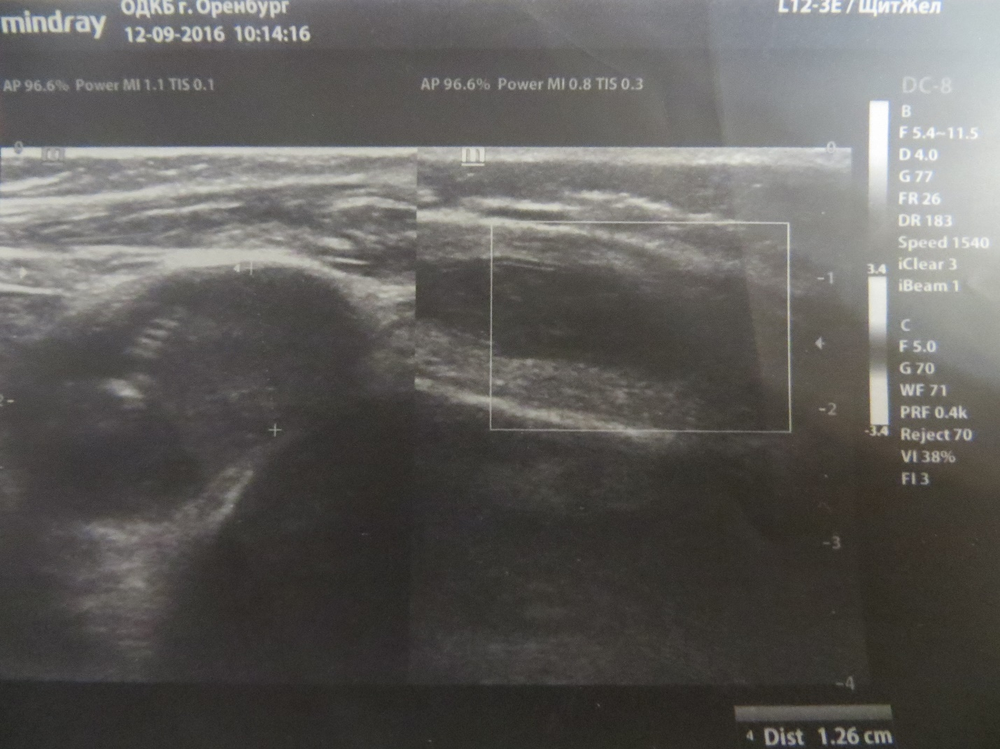 ОДКБ г. Оренбург
L12-3E / ЩитЖел
mindray
12-09-2016 10:14:16
AP 96.6% Power MI 1.1 TIS 0.1
AP 96.6% Power MI 0.8 TIS 0.3
DC-8
B
F 5.4~11.5
D 4.0
G 77
FR 26
DR 183
Speed 1540
iClear 3
iBeam 1
C
F 5.0
G 70
WF 71
PRF 0.4k
Reject 70
VI 38%
FI 3
3.4
-3.4
0
m
m
0
-1
-2
-3
-4
2-
4 Dist 1.26 cm